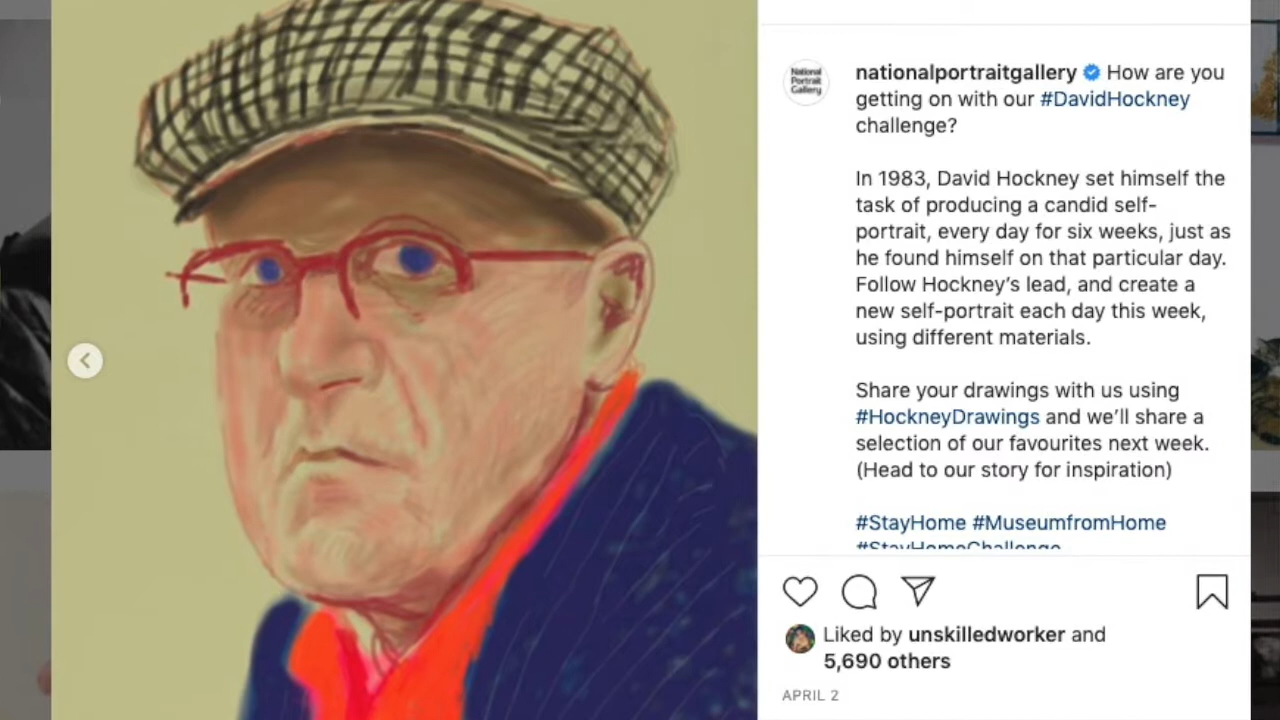 National
Portrait
Gallery
nationalportraitgallery How are you
getting on with our #DavidHockney
challenge?
In 1983, David Hockney set himself the
task of producing a candid self-
portrait, every day for six weeks, just as
he found himself on that particular day.
Follow Hockney’s lead, and create a
new self-portrait each day this week,
using different materials.
Share your drawings with us using
#HockneyDrawings and we’ll share a
selection of our favourites next week.
(Head to our story for inspiration)
#StayHome #MuseumfromHome
#StayHomeChallenge
Liked by unskilledworker and
5,690 others
APRIL 2